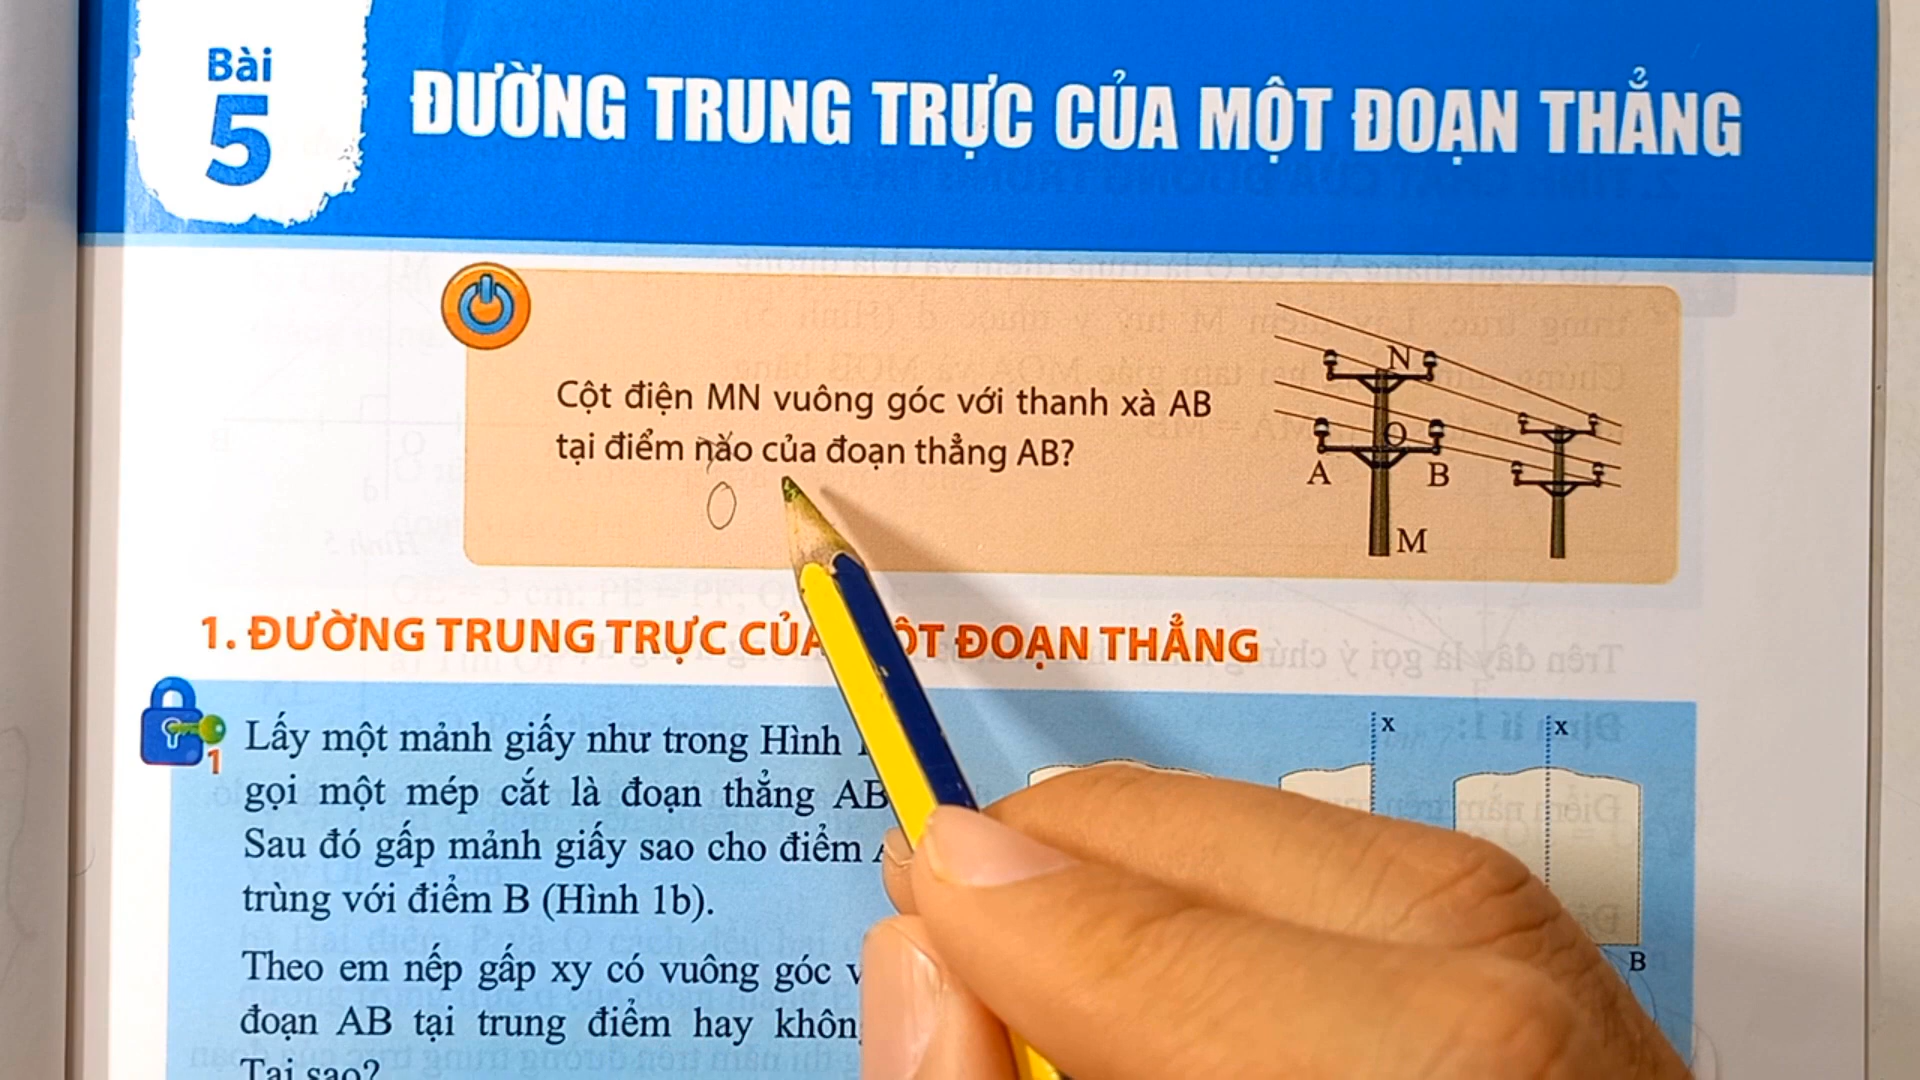 Bài
5
ĐƯỜNG TRUNG TRỰC CỦA MỘT ĐOẠN THẲNG
Cột điện MN vuông góc với thanh xà AB
tại điểm nào của đoạn thẳng AB?
O
N
O
A B
M
1. ĐƯỜNG TRUNG TRỰC CỦA ĐOẠN THẲNG
1
Lấy một mảnh giấy như trong Hình
gọi một mép cắt là đoạn thẳng AB
Sau đó gấp mảnh giấy sao cho điểm
trùng với điểm B (Hình 1b).
Theo em nếp gấp xy có vuông góc
đoạn AB tại trung điểm hay
Tại sao?
x x
B